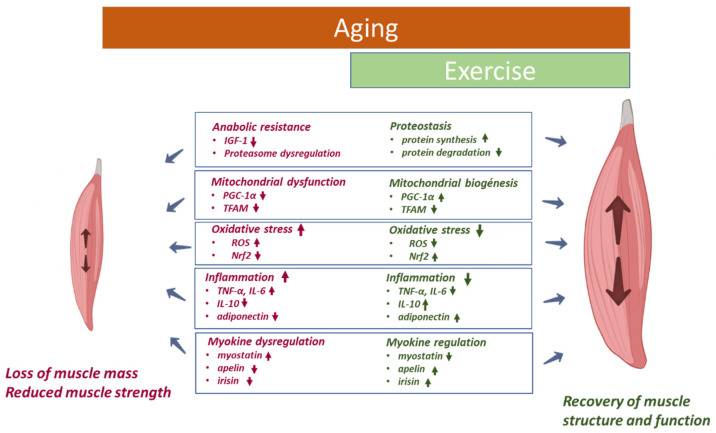 Aging
Exercise
Anabolic resistance
• IGF-1 ↓
• Proteasome dysregulation
Proteostasis
• protein synthesis ↑
• protein degradation ↓
Mitochondrial dysfunction
• PGC-1α ↓
• TFAM ↓
Mitochondrial biogénesis
• PGC-1α ↑
• TFAM ↓
Oxidative stress ↑
• ROS ↑
• Nrf2 ↓
Oxidative stress ↓
• ROS ↓
• Nrf2 ↑
Inflammation ↑
• TNF-α, IL-6 ↑
• IL-10 ↓
• adiponectin ↓
Inflammation ↓
• TNF-α, IL-6 ↓
• IL-10 ↑
• adiponectin ↑
Myokine dysregulation
• myostatin ↑
• apelin ↓
• irisin ↓
Myokine regulation
• myostatin ↓
• apelin ↑
• irisin ↑
Loss of muscle mass
Reduced muscle strength
Recovery of muscle
structure and function